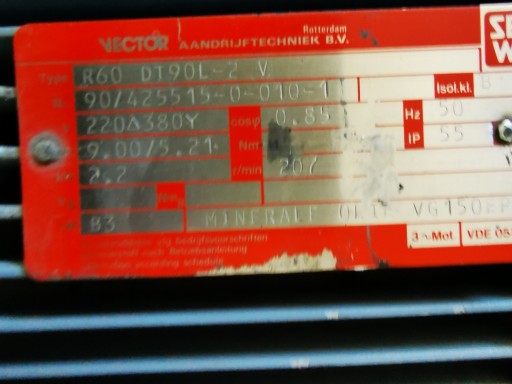 VECTOR AANDRIJFTECHNIEK B.V. Rotterdam
Type R60 DT90L-2 V
90/425515-0-010-1 Isol.kl. B
220Δ380Y cosφ 0.85 Hz 50
9.00/5.21 Nm IP 55
2.2 r/min 207
B3 MINERALE OLIE VG150
3~Mot VDE